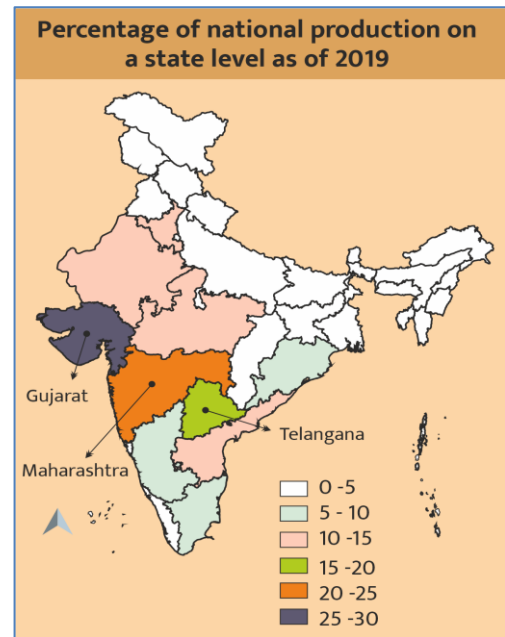 Percentage of national production on
a state level as of 2019
Gujarat
Maharashtra
Telangana
0 -5
5 - 10
10 -15
15 -20
20 -25
25 -30